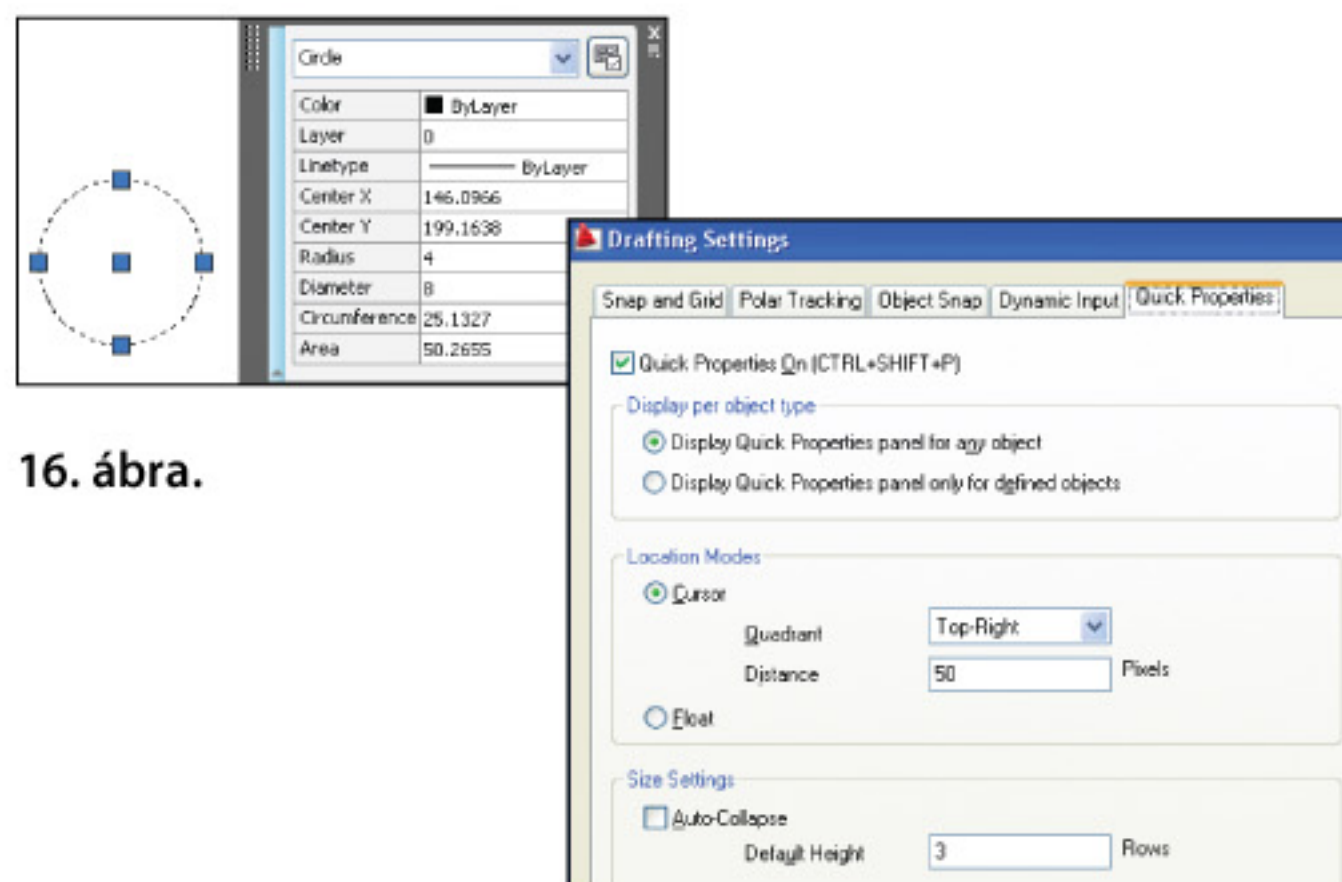 Circle
Color ByLayer
Layer 0
Linetype ByLayer
Center X 146.0966
Center Y 199.1638
Radius 4
Diameter 8
Circumference 25.1327
Area 50.2655
16. ábra.
Drafting Settings
Snap and Grid Polar Tracking Object Snap Dynamic Input Quick Properties
Quick Properties On (CTRL+SHIFT+P)
Display per object type
Display Quick Properties panel for any object
Display Quick Properties panel only for defined objects
Location Modes
Cursor
Quadrant Top-Right
Distance 50 Pixels
Float
Size Settings
Auto-Collapse
Default Height 3 Rows